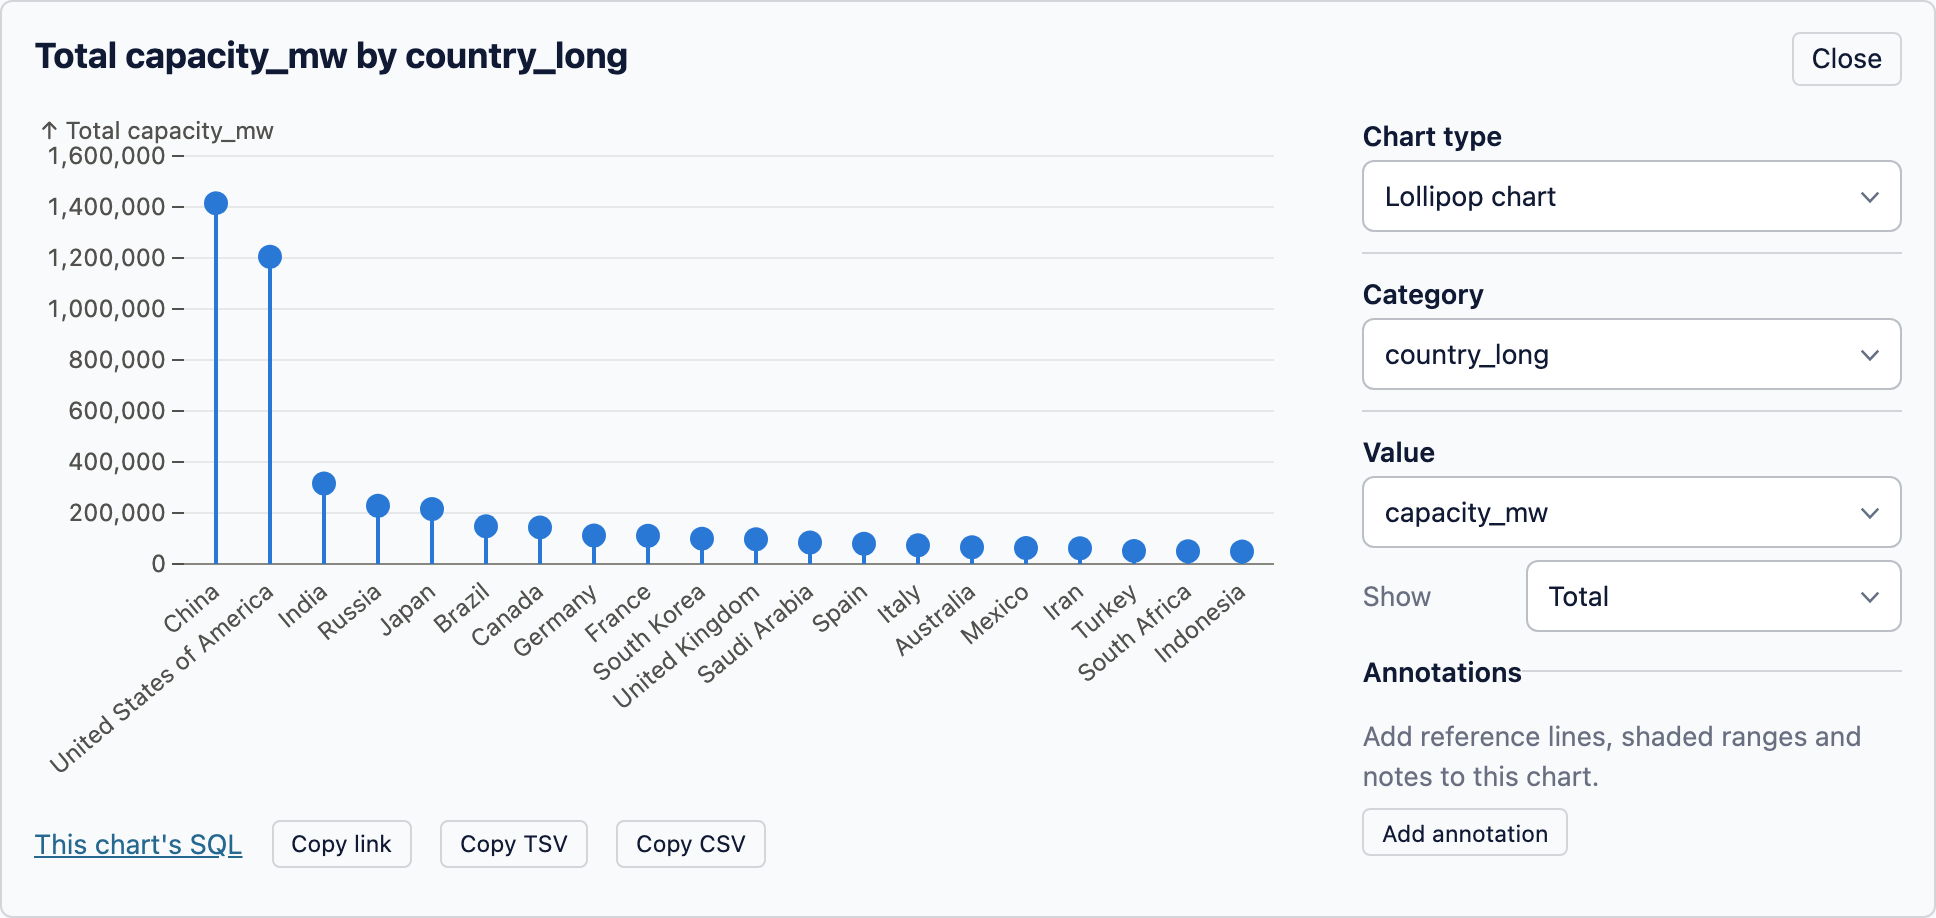 Total capacity_mw by country_long
Close
↑ Total capacity_mw
1,600,000
1,400,000
1,200,000
1,000,000
800,000
600,000
400,000
200,000
0
China
United States of America
India
Russia
Japan
Brazil
Canada
Germany
France
South Korea
United Kingdom
Saudi Arabia
Spain
Italy
Australia
Mexico
Iran
Turkey
South Africa
Indonesia
This chart's SQL
Copy link
Copy TSV
Copy CSV
Chart type
Lollipop chart
Category
country_long
Value
capacity_mw
Show
Total
Annotations
Add reference lines, shaded ranges and
notes to this chart.
Add annotation